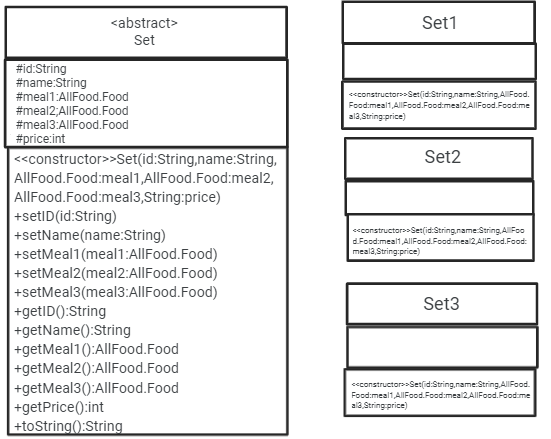 <abstract>
Set
#id:String
#name:String
#meal1:AllFood.Food
#meal2;AllFood.Food
#meal3:AllFood.Food
#price:int
<<constructor>>Set(id:String,name:String,
AllFood.Food:meal1,AllFood.Food:meal2,
AllFood.Food:meal3,String:price)
+setID(id:String)
+setName(name:String)
+setMeal1(meal1:AllFood.Food)
+setMeal2(meal2:AllFood.Food)
+setMeal3(meal3:AllFood.Food)
+getID():String
+getName():String
+getMeal1():AllFood.Food
+getMeal2():AllFood.Food
+getMeal3():AllFood.Food
+getPrice():int
+toString():String
Set1
<<constructor>>Set(id:String,name:String,AllFood.
Food:meal1,AllFood.Food:meal2,AllFood.Food:me
al3,String:price)
Set2
<<constructor>>Set(id:String,name:String,AllFoo
d.Food:meal1,AllFood.Food:meal2,AllFood.Food:
meal3,String:price)
Set3
<<constructor>>Set(id:String,name:String,AllFood.
Food:meal1,AllFood.Food:meal2,AllFood.Food:me
al3,String:price)